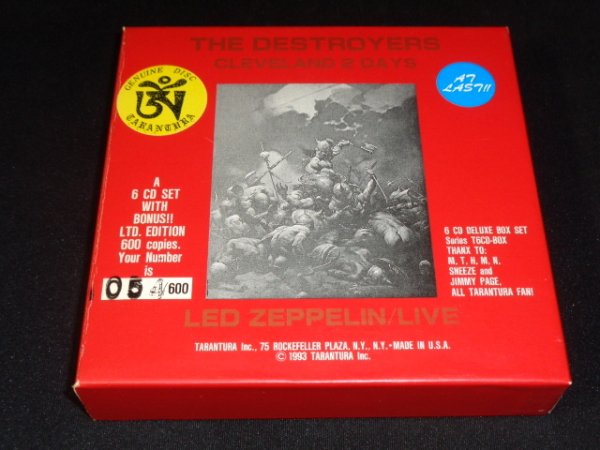 THE DESTROYERS
CLEVELAND 2 DAYS
GENUINE DISC
TARANTURA
AT
LAST!!
A
6 CD SET
WITH
BONUS!!
LTD. EDITION
600 copies.
Your Number
is
05 /600
6 CD DELUXE BOX SET
Series T6CD-BOX
THANX TO:
M, T, H, M, N,
SNEEZE and
JIMMY PAGE,
ALL TARANTURA FAN!
LED ZEPPELIN/LIVE
TARANTURA Inc., 75 ROCKEFELLER PLAZA, N.Y., N.Y.•MADE IN U.S.A.
© 1993 TARANTURA Inc.